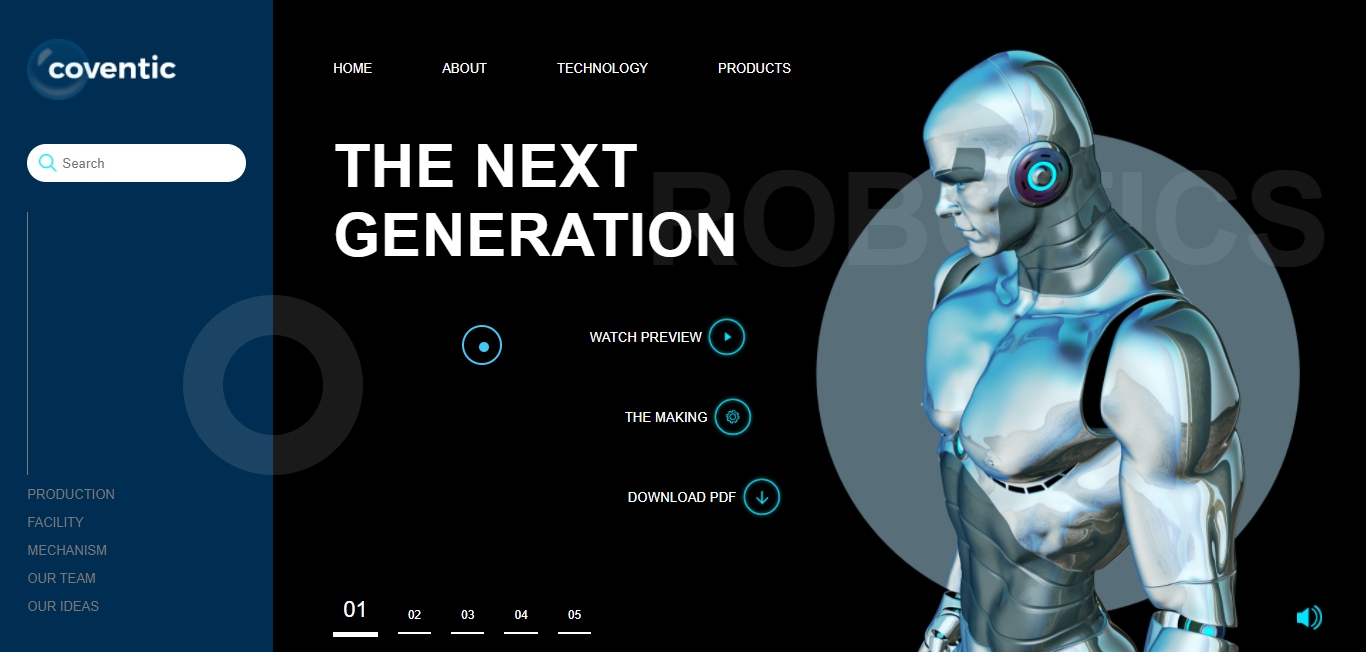 coventic
Search
PRODUCTION
FACILITY
MECHANISM
OUR TEAM
OUR IDEAS
HOME
ABOUT
TECHNOLOGY
PRODUCTS
THE NEXT
GENERATION
ROBOTICS
WATCH PREVIEW
THE MAKING
DOWNLOAD PDF
01
02
03
04
05